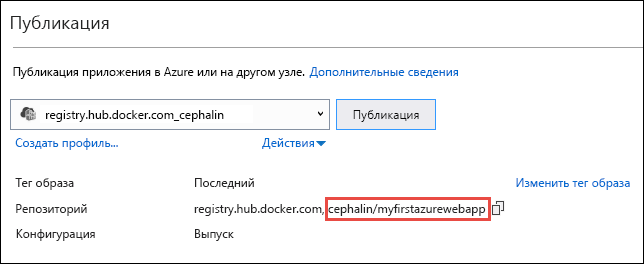 Публикация
Публикация приложения в Azure или на другом узле. Дополнительные сведения
registry.hub.docker.com_cephalin Публикация
Создать профиль... Действия
Тег образа Последний Изменить тег образа
Репозиторий registry.hub.docker.com, cephalin/myfirstazurewebapp
Конфигурация Выпуск